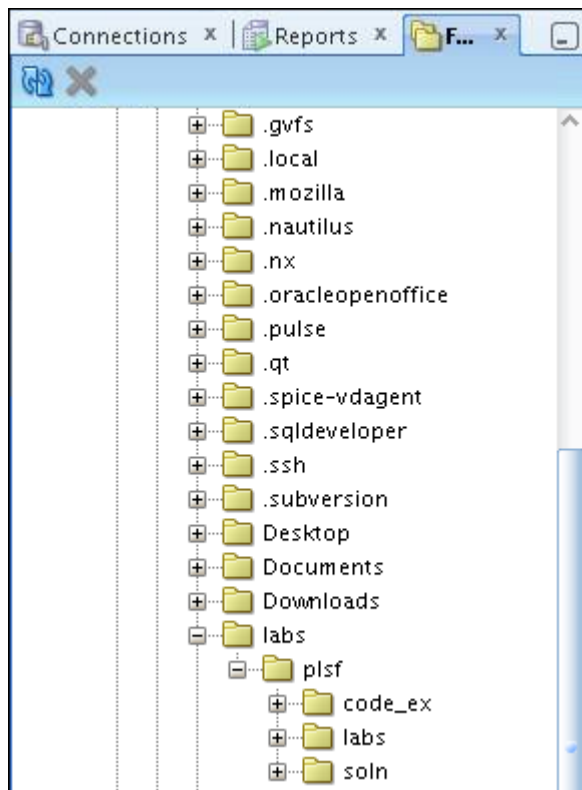 Connections x Reports x F... x
.gvfs
.local
.mozilla
.nautilus
.nx
.oracleopenoffice
.pulse
.qt
.spice-vdagent
.sqldeveloper
.ssh
.subversion
Desktop
Documents
Downloads
labs
plsf
code_ex
labs
soln